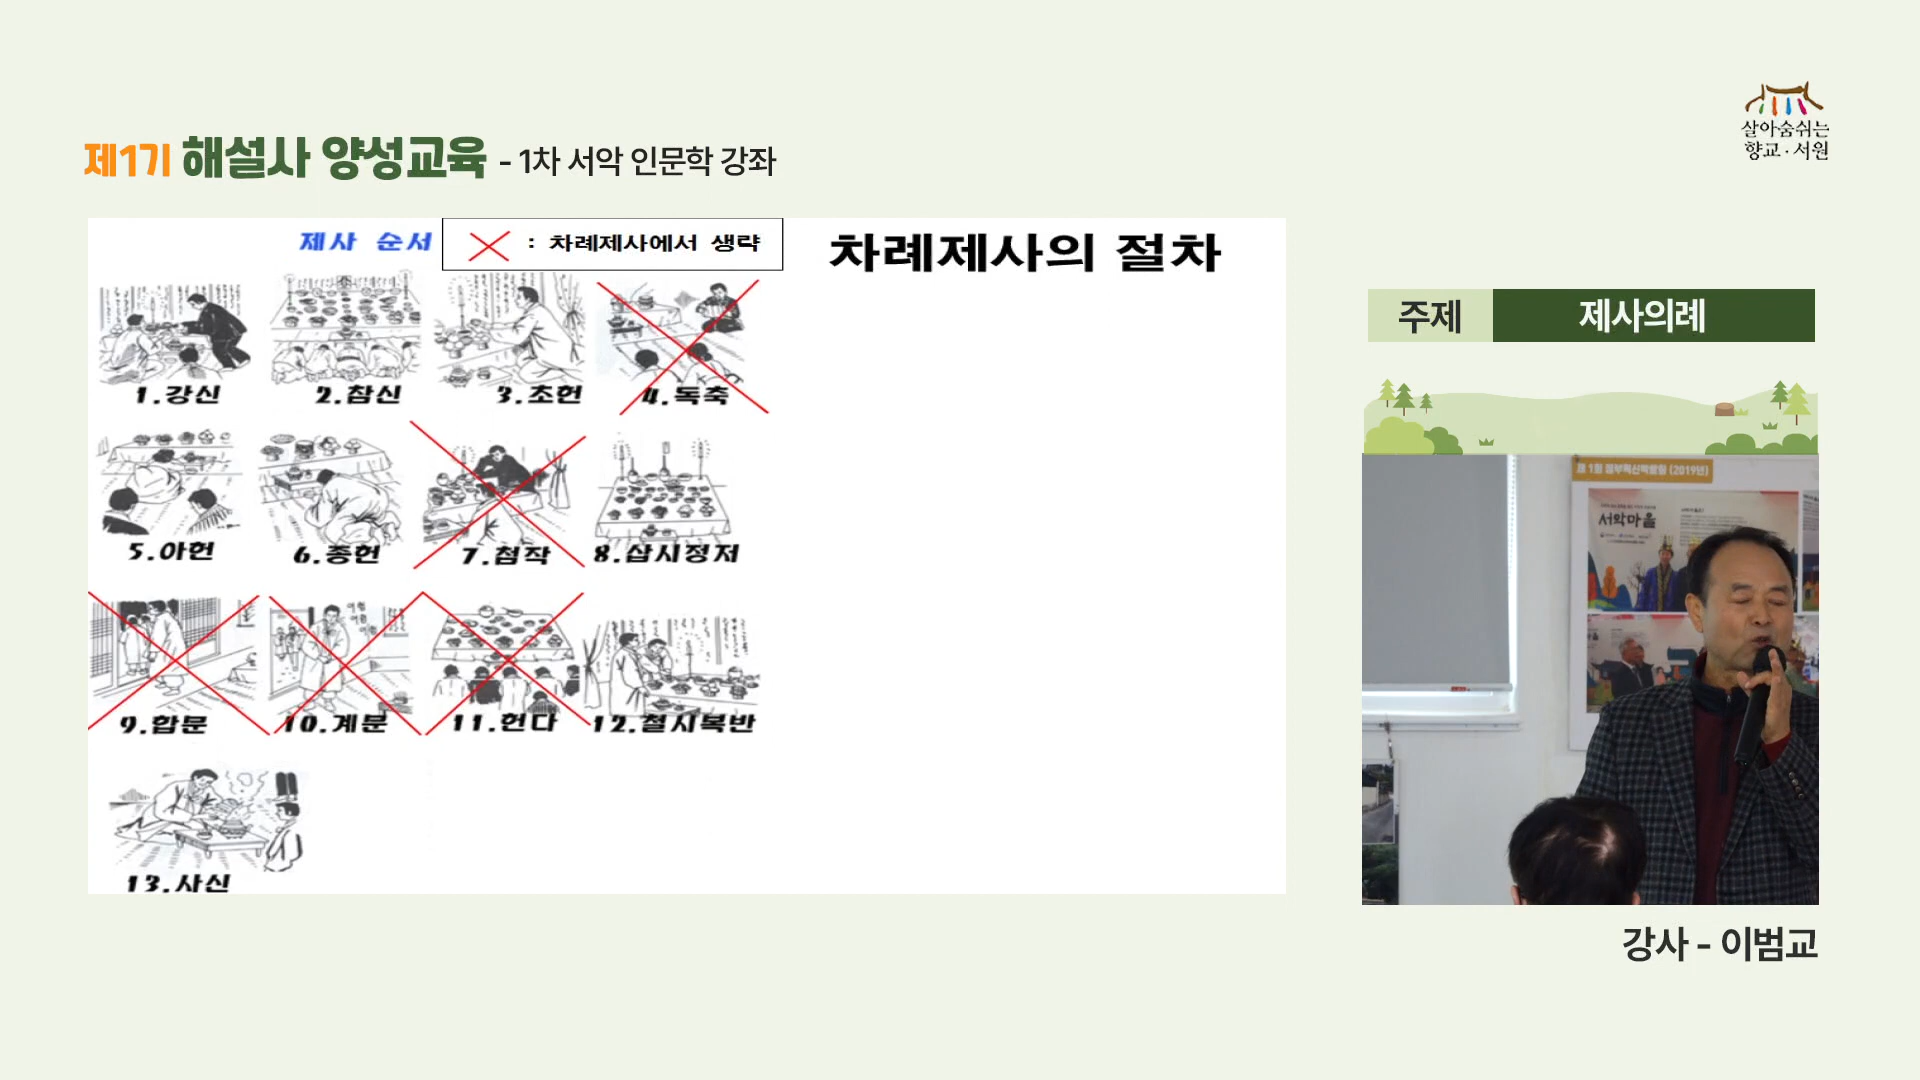 제1기 해설사 양성교육 - 1차 서악 인문학 강좌
살아숨쉬는
향교·서원
제사 순서
: 차례제사에서 생략
차례제사의 절차
1.강신
2.참신
3.초헌
4.독축
5.아헌
6.종헌
7.첨작
8.삽시정저
9.합문
10.계문
11.헌다
12.철시복반
13.사신
주제
제사의례
서악마을
강사 - 이범교